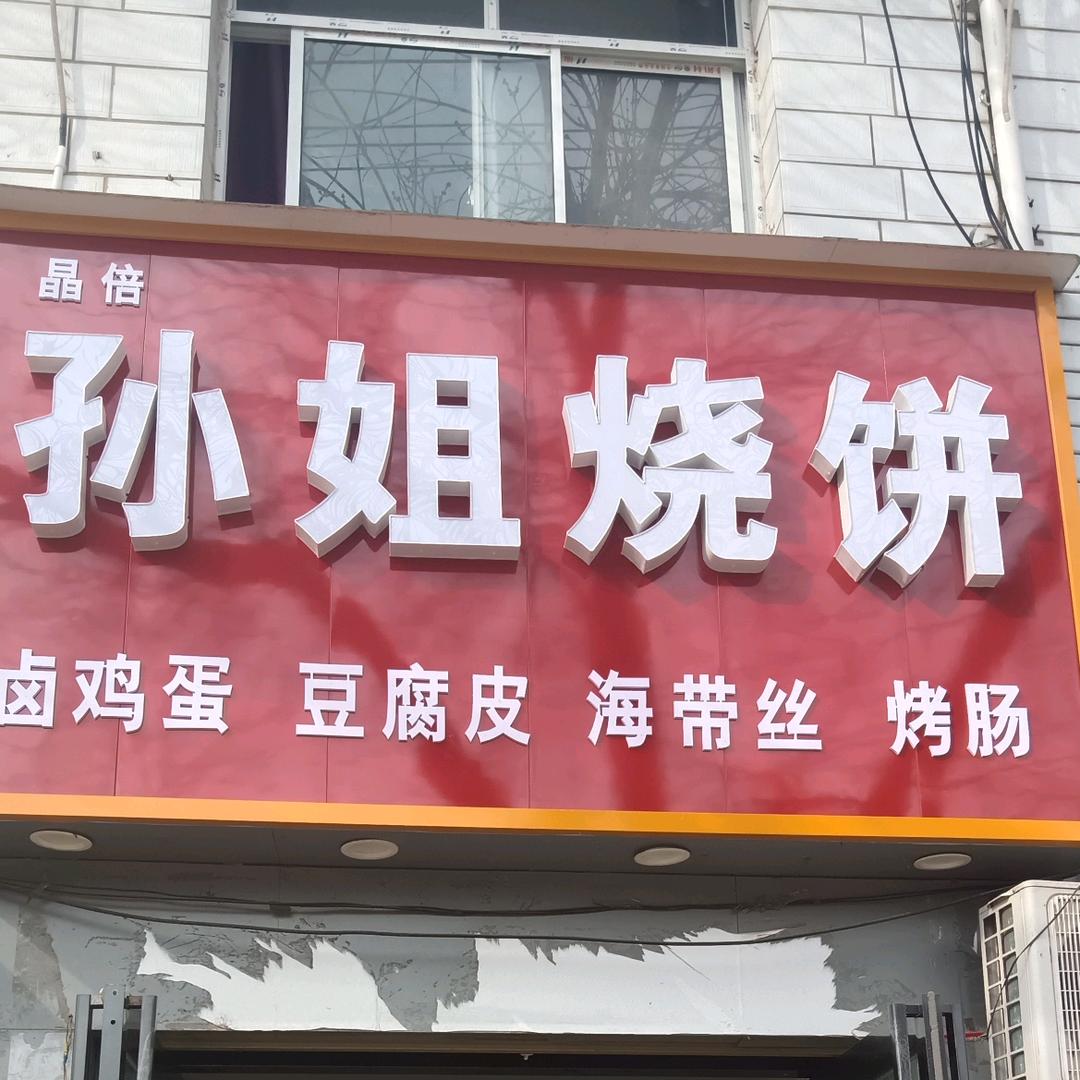 晶倍
孙姐烧饼
卤鸡蛋 豆腐皮 海带丝 烤肠